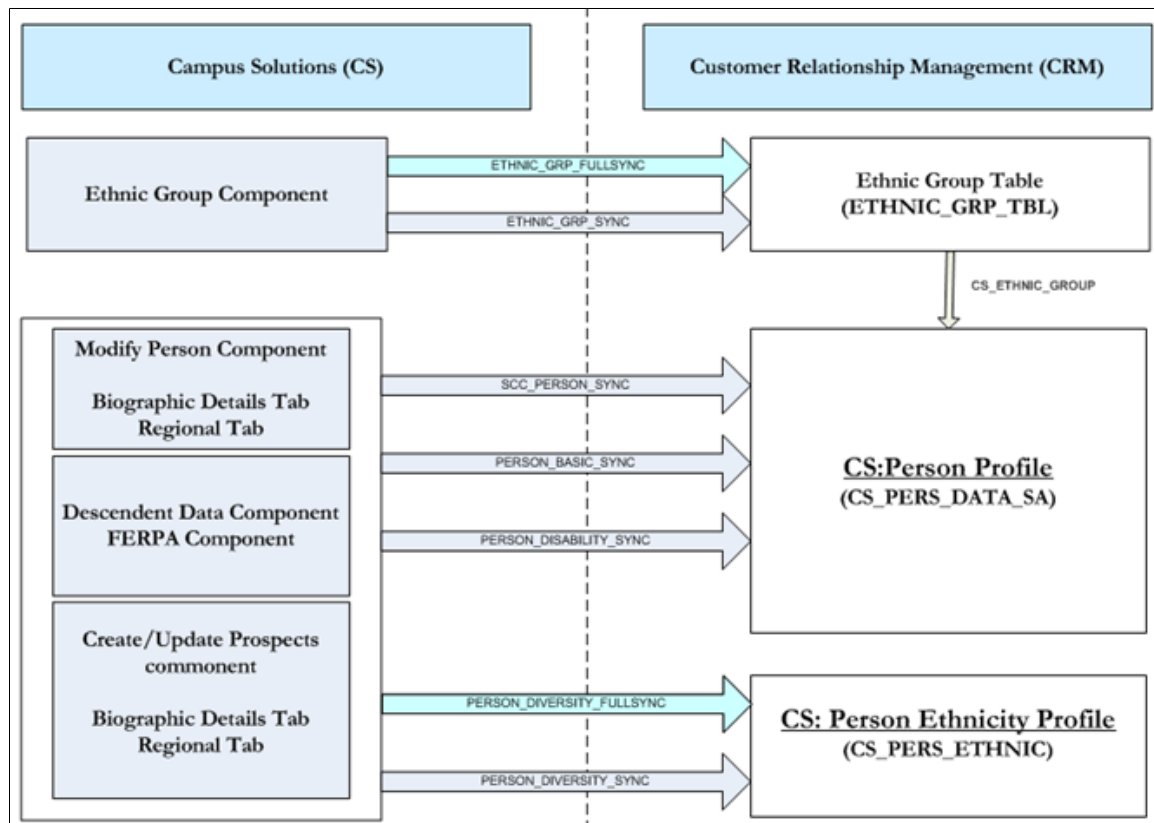 Campus Solutions (CS)
Customer Relationship Management (CRM)
Ethnic Group Component
ETHNIC_GRP_FULLSYNC
ETHNIC_GRP_SYNC
Ethnic Group Table
(ETHNIC_GRP_TBL)
CS_ETHNIC_GROUP
Modify Person Component
Biographic Details Tab
Regional Tab
Descendent Data Component
FERPA Component
Create/Update Prospects
commonent
Biographic Details Tab
Regional Tab
SCC_PERSON_SYNC
PERSON_BASIC_SYNC
PERSON_DISABILITY_SYNC
CS:Person Profile
(CS_PERS_DATA_SA)
PERSON_DIVERSITY_FULLSYNC
PERSON_DIVERSITY_SYNC
CS: Person Ethnicity Profile
(CS_PERS_ETHNIC)